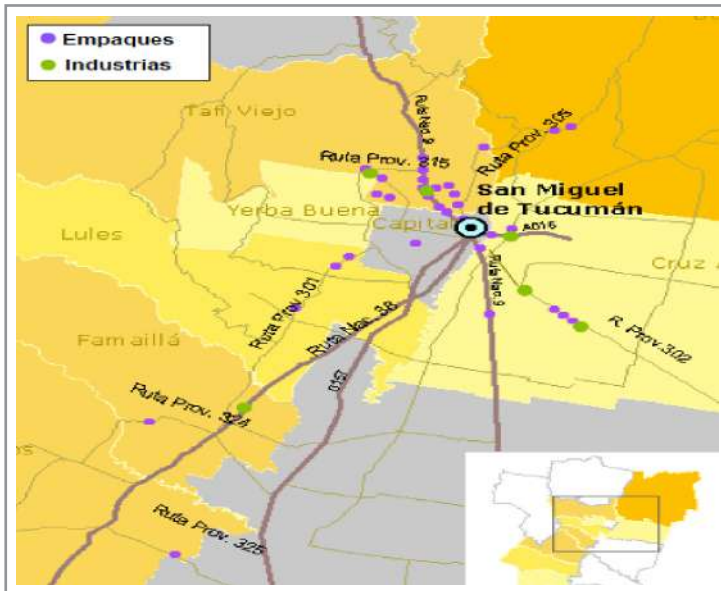 Empaques
Industrias
Tafí Viejo
Ruta Nac. 9
Ruta Prov. 305
Ruta Prov. 315
San Miguel
de Tucumán
Yerba Buena
Capital
Lules
A016
Cruz A
Ruta Nac. 9
Ruta Prov. 301
Famaillá
Ruta Nac. 38
R. Prov. 302
Ruta Prov. 324
Ruta Prov. 325